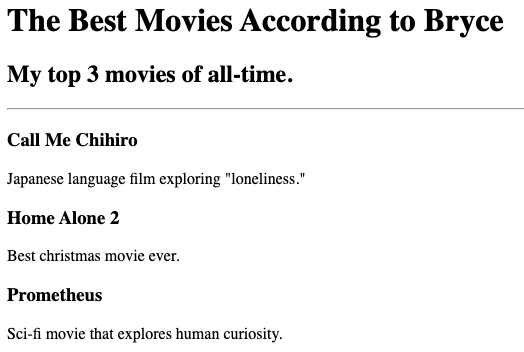 The Best Movies According to Bryce
My top 3 movies of all-time.
Call Me Chihiro
Japanese language film exploring "loneliness."
Home Alone 2
Best christmas movie ever.
Prometheus
Sci-fi movie that explores human curiosity.